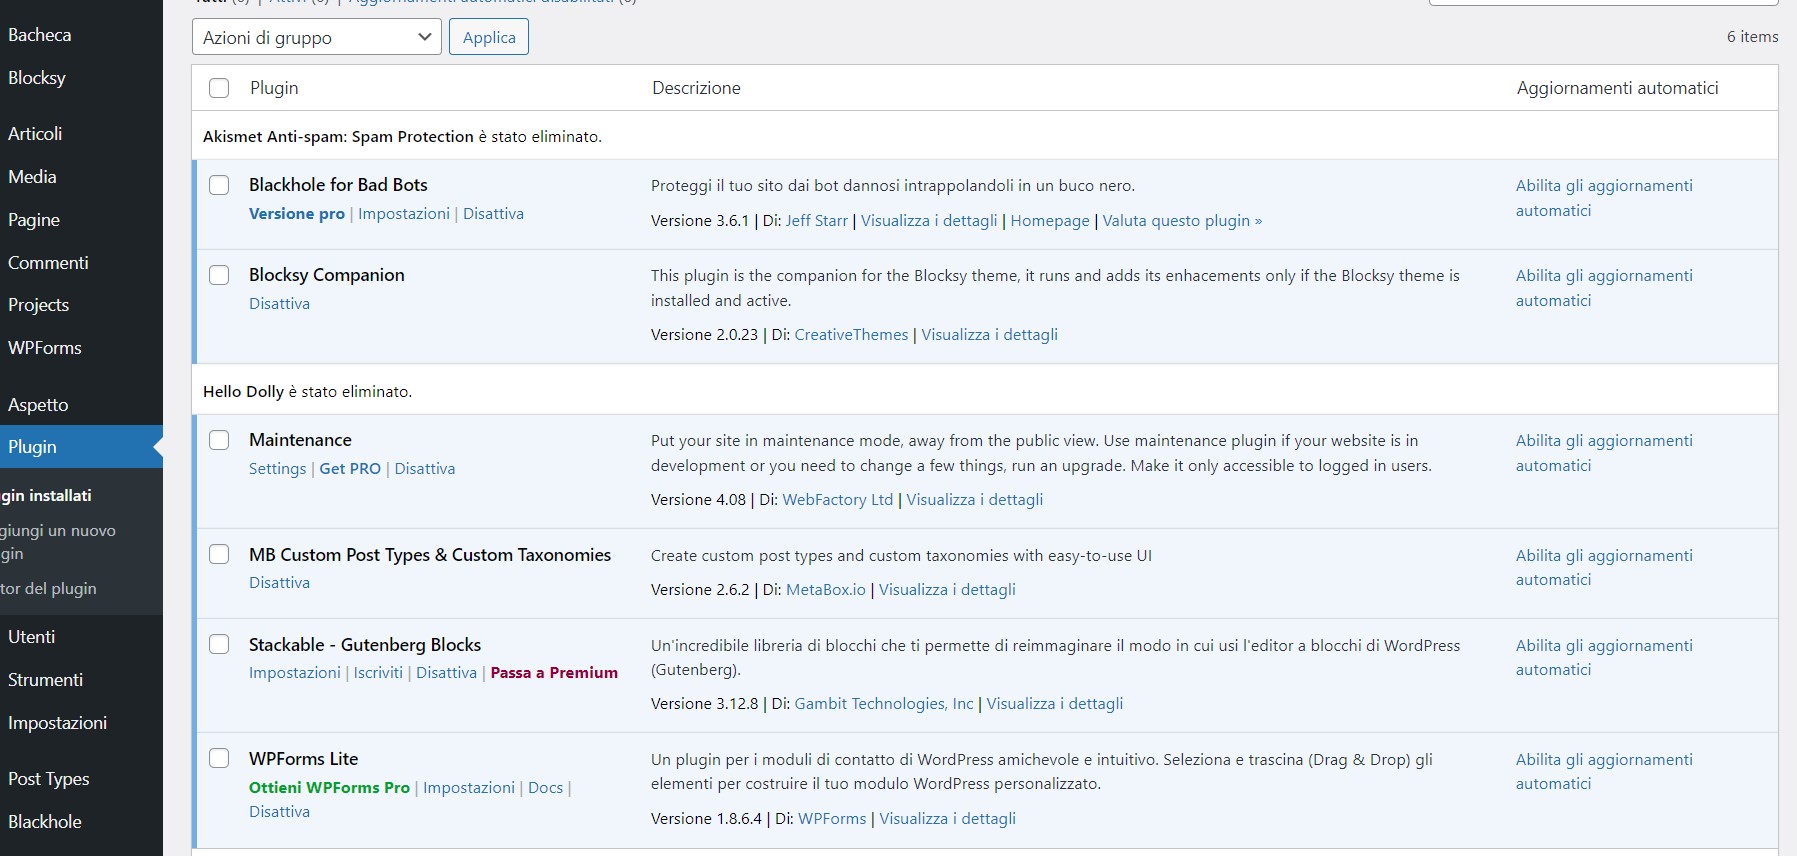 Bacheca
Blocksy
Articoli
Media
Pagine
Commenti
Projects
WPForms
Aspetto
Plugin
gin installati
giungi un nuovo
gin
tor del plugin
Utenti
Strumenti
Impostazioni
Post Types
Blackhole
Azioni di gruppo
Applica
6 items
Plugin Descrizione Aggiornamenti automatici
Akismet Anti-spam: Spam Protection è stato eliminato.
Blackhole for Bad Bots
Versione pro | Impostazioni | Disattiva
Proteggi il tuo sito dai bot dannosi intrappolandoli in un buco nero.
Versione 3.6.1 | Di: Jeff Starr | Visualizza i dettagli | Homepage | Valuta questo plugin »
Abilita gli aggiornamenti
automatici
Blocksy Companion
Disattiva
This plugin is the companion for the Blocksy theme, it runs and adds its enhacements only if the Blocksy theme is
installed and active.
Versione 2.0.23 | Di: CreativeThemes | Visualizza i dettagli
Abilita gli aggiornamenti
automatici
Hello Dolly è stato eliminato.
Maintenance
Settings | Get PRO | Disattiva
Put your site in maintenance mode, away from the public view. Use maintenance plugin if your website is in
development or you need to change a few things, run an upgrade. Make it only accessible to logged in users.
Versione 4.08 | Di: WebFactory Ltd | Visualizza i dettagli
Abilita gli aggiornamenti
automatici
MB Custom Post Types & Custom Taxonomies
Disattiva
Create custom post types and custom taxonomies with easy-to-use UI
Versione 2.6.2 | Di: MetaBox.io | Visualizza i dettagli
Abilita gli aggiornamenti
automatici
Stackable - Gutenberg Blocks
Impostazioni | Iscriviti | Disattiva | Passa a Premium
Un'incredibile libreria di blocchi che ti permette di reimmaginare il modo in cui usi l'editor a blocchi di WordPress
(Gutenberg).
Versione 3.12.8 | Di: Gambit Technologies, Inc | Visualizza i dettagli
Abilita gli aggiornamenti
automatici
WPForms Lite
Ottieni WPForms Pro | Impostazioni | Docs |
Disattiva
Un plugin per i moduli di contatto di WordPress amichevole e intuitivo. Seleziona e trascina (Drag & Drop) gli
elementi per costruire il tuo modulo WordPress personalizzato.
Versione 1.8.6.4 | Di: WPForms | Visualizza i dettagli
Abilita gli aggiornamenti
automatici